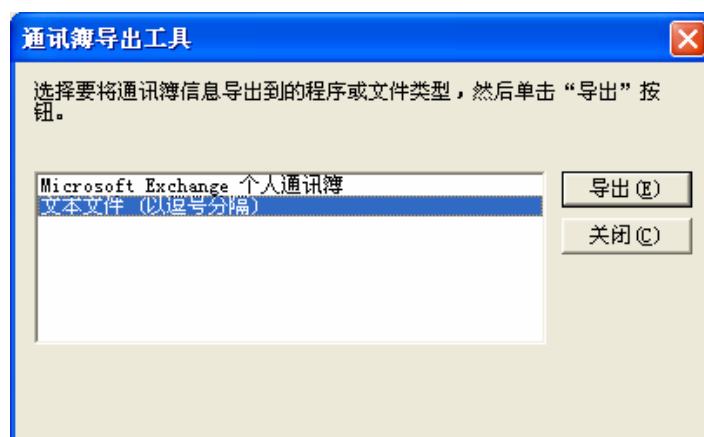 通讯簿导出工具
选择要将通讯簿信息导出到的程序或文件类型，然后单击“导出”按
钮。
Microsoft Exchange 个人通讯簿
文本文件 (以逗号分隔)
导出(E)
关闭(C)